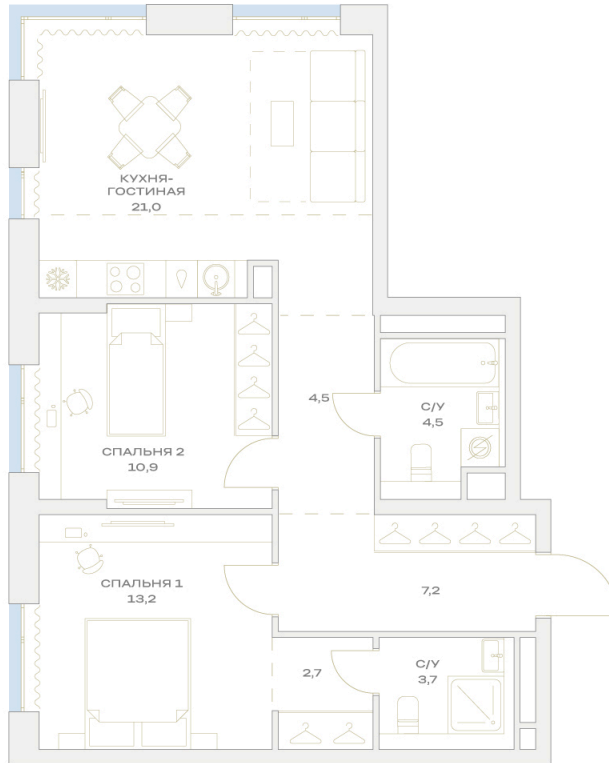 КУХНЯ-
ГОСТИНАЯ
21,0
4,5
С/У
4,5
СПАЛЬНЯ 2
10,9
СПАЛЬНЯ 1
13,2
7,2
2,7
С/У
3,7